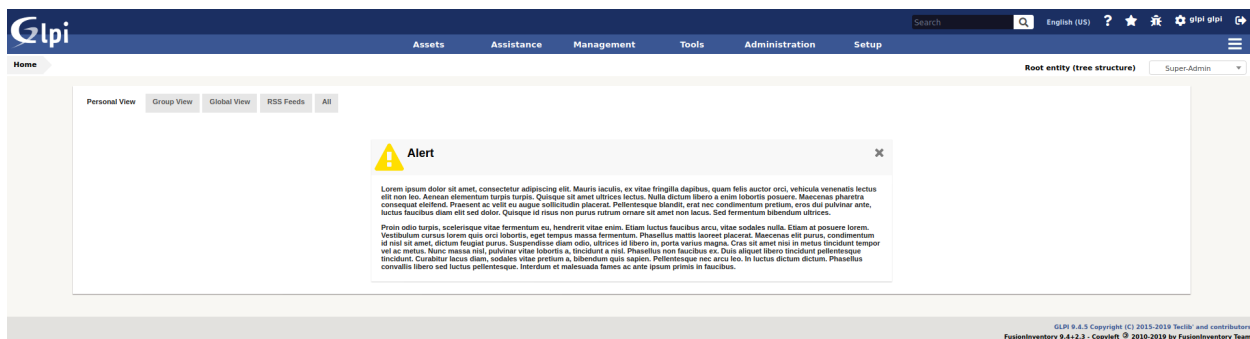 Glpi
Search English (US) ? glpi glpi
Assets Assistance Management Tools Administration Setup
Home Root entity (tree structure) Super-Admin
Personal View Group View Global View RSS Feeds All
Alert
Lorem ipsum dolor sit amet, consectetur adipiscing elit. Mauris iaculis, ex vitae fringilla dapibus, quam felis auctor orci, vehicula venenatis lectus
elit non leo. Aenean elementum turpis turpis. Quisque sit amet ultrices lectus. Nulla dictum libero a enim lobortis posuere. Maecenas pharetra
consequat eleifend. Praesent ac velit eu augue sollicitudin placerat. Pellentesque blandit, erat nec condimentum pretium, eros dui pulvinar ante,
luctus faucibus diam elit sed dolor. Quisque id risus non purus rutrum ornare sit amet non lacus. Sed fermentum bibendum ultrices.
Proin odio turpis, scelerisque vitae fermentum eu, hendrerit vitae enim. Etiam luctus faucibus arcu, vitae sodales nulla. Etiam at posuere lorem.
Vestibulum cursus lorem quis orci lobortis, eget tempus massa fermentum. Phasellus mattis laoreet placerat. Maecenas elit purus, condimentum
id nisl sit amet, dictum feugiat purus. Suspendisse diam odio, ultrices id libero in, porta varius magna. Cras sit amet nisi in metus tincidunt tempor
vel ac metus. Nunc massa nisl, pulvinar vitae lobortis a, tincidunt a nisl. Phasellus non faucibus ex. Duis aliquet libero tincidunt pellentesque
tincidunt. Curabitur lacus diam, sodales vitae pretium a, bibendum quis sapien. Pellentesque nec arcu leo. In luctus dictum dictum. Phasellus
convallis libero sed luctus pellentesque. Interdum et malesuada fames ac ante ipsum primis in faucibus.
GLPI 9.4.5 Copyright (C) 2015-2019 Teclib' and contributors
FusionInventory 9.4+2.3 - Copyleft 🄯 2010-2019 by FusionInventory Team